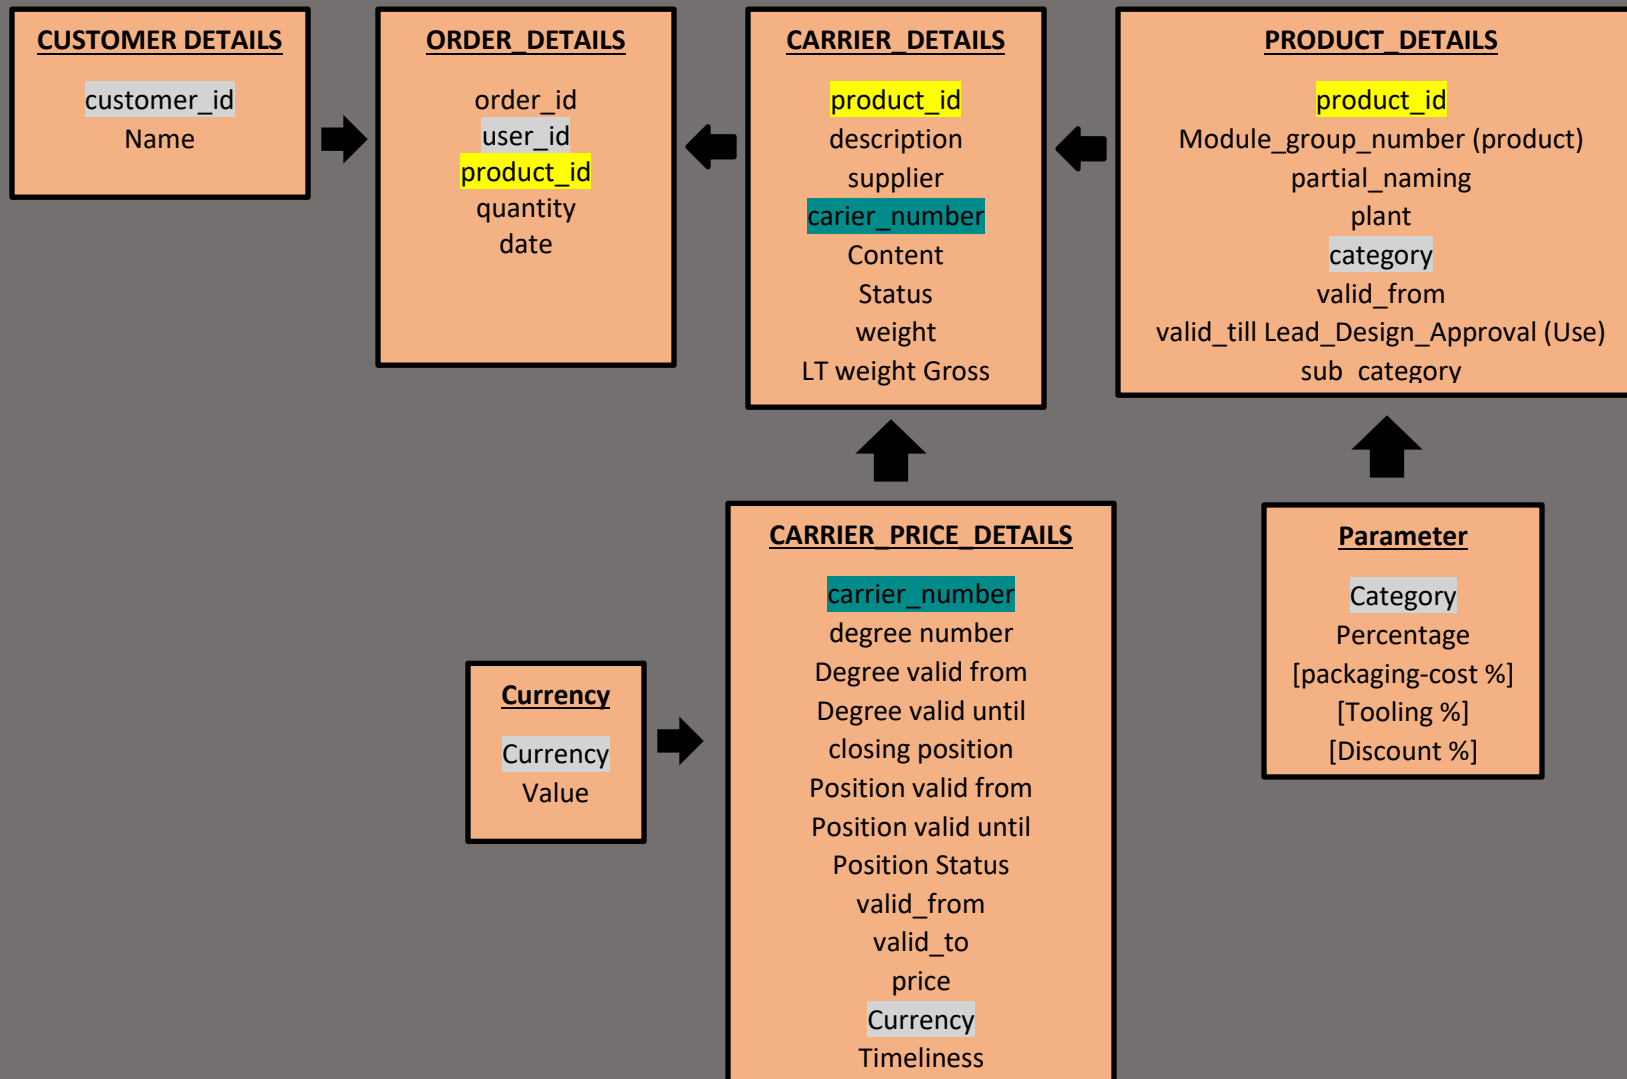 CUSTOMER DETAILS
customer_id
Name
ORDER_DETAILS
order_id
user_id
product_id
quantity
date
CARRIER_DETAILS
product_id
description
supplier
carier_number
Content
Status
weight
LT weight Gross
PRODUCT_DETAILS
product_id
Module_group_number (product)
partial_naming
plant
category
valid_from
valid_till Lead_Design_Approval (Use)
sub_category
CARRIER_PRICE_DETAILS
carrier_number
degree number
Degree valid from
Degree valid until
closing position
Position valid from
Position valid until
Position Status
valid_from
valid_to
price
Currency
Timeliness
Currency
Currency
Value
Parameter
Category
Percentage
[packaging-cost %]
[Tooling %]
[Discount %]